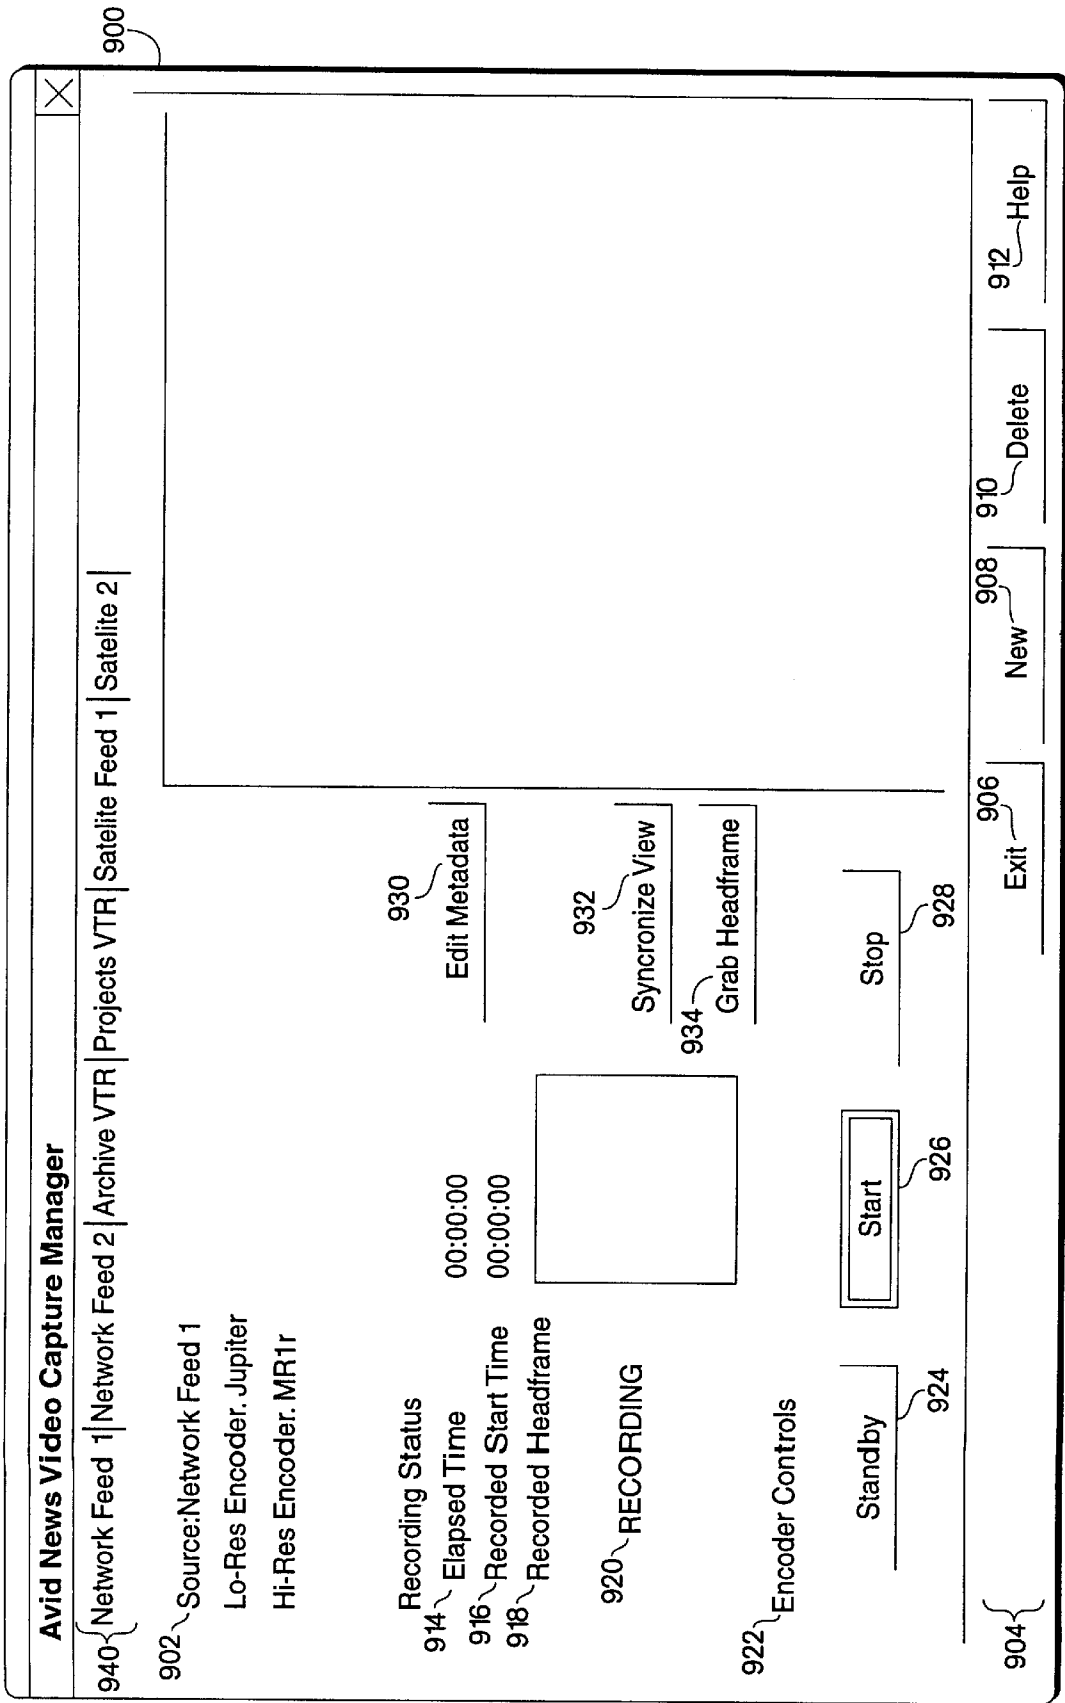 900
Avid News Video Capture Manager
940 Network Feed 1 | Network Feed 2 | Archive VTR | Projects VTR | Satelite Feed 1 | Satelite 2 |
902 Source:Network Feed 1
Lo-Res Encoder. Jupiter
Hi-Res Encoder. MR1r
Recording Status
930
914 Elapsed Time 00:00:00 Edit Metadata
916 Recorded Start Time 00:00:00
918 Recorded Headframe
932
920 RECORDING Syncronize View
934 Grab Headframe
922 Encoder Controls
Standby Start Stop
924 926 928
904
906 Exit
908 New
910 Delete
912 Help